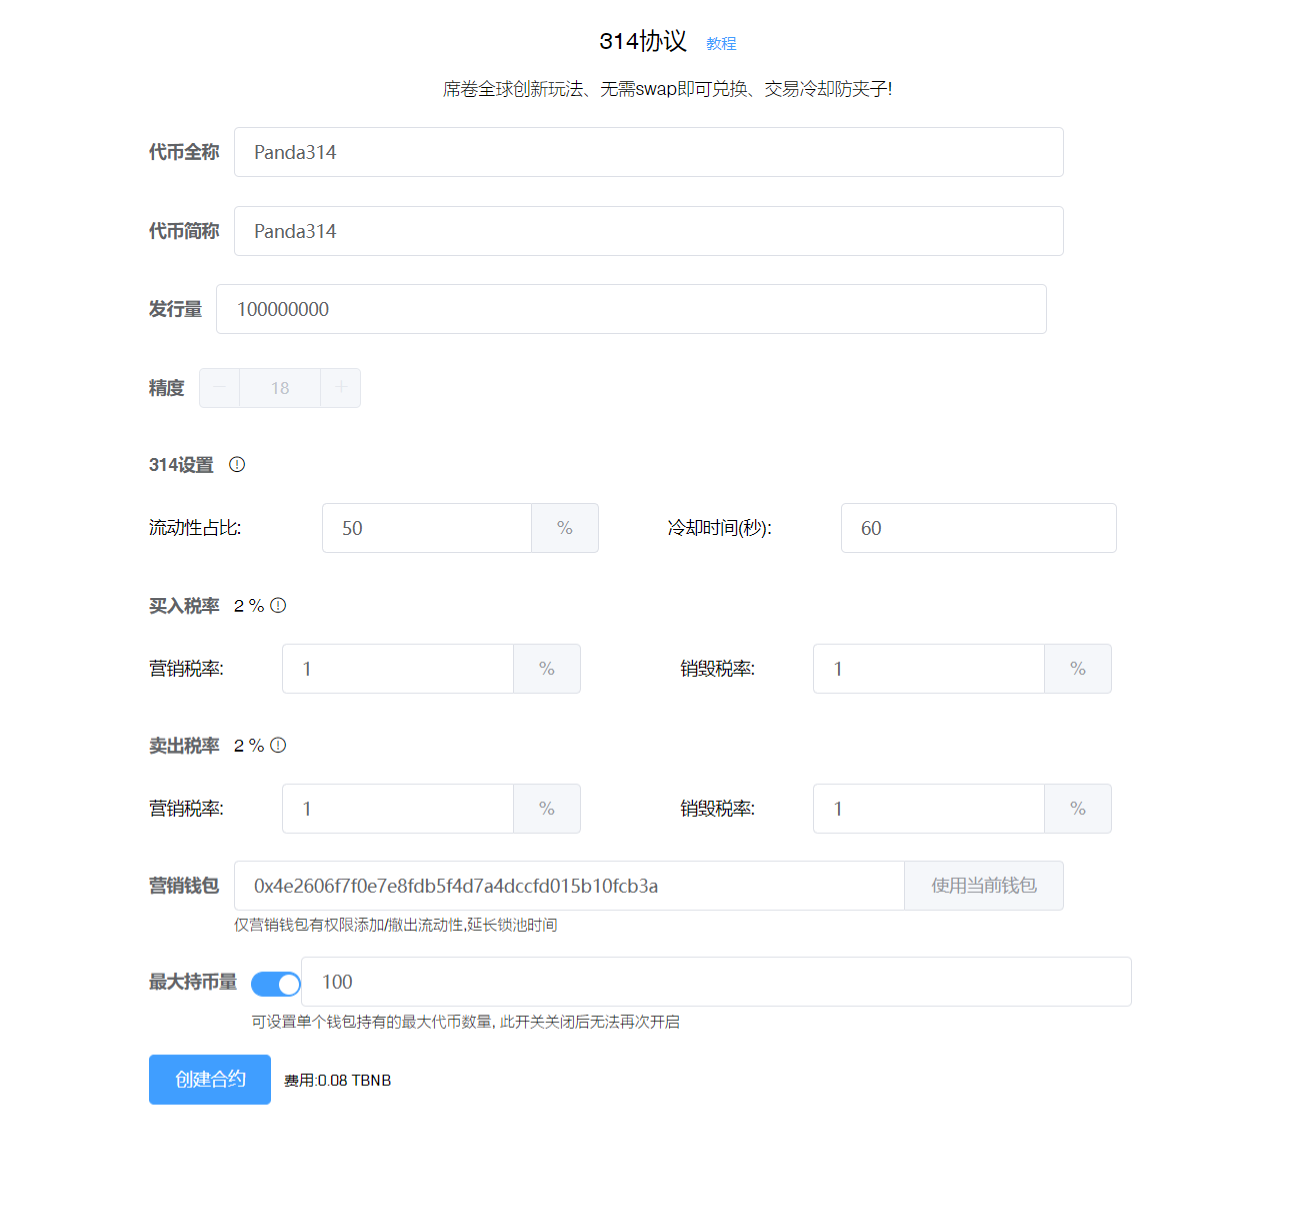 314协议 教程
席卷全球创新玩法、无需swap即可兑换、交易冷却防夹子!
代币全称 Panda314
代币简称 Panda314
发行量 100000000
精度 18
314设置
流动性占比: 50 % 冷却时间(秒): 60
买入税率 2 %
营销税率: 1 % 销毁税率: 1 %
卖出税率 2 %
营销税率: 1 % 销毁税率: 1 %
营销钱包 0x4e2606f7f0e7e8fdb5f4d7a4dccfd015b10fcb3a 使用当前钱包
仅营销钱包有权限添加/撤出流动性,延长锁池时间
最大持币量 100
可设置单个钱包持有的最大代币数量, 此开关关闭后无法再次开启
创建合约 费用:0.08 TBNB